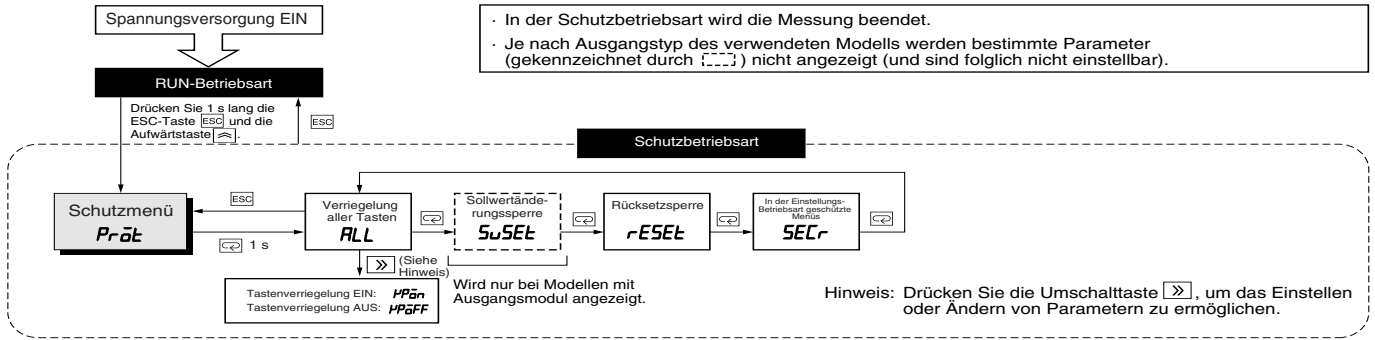 Spannungsversorgung EIN
RUN-Betriebsart
· In der Schutzbetriebsart wird die Messung beendet.
· Je nach Ausgangstyp des verwendeten Modells werden bestimmte Parameter
(gekennzeichnet durch ) nicht angezeigt (und sind folglich nicht einstellbar).
Drücken Sie 1 s lang die
ESC-Taste ESC und die
Aufwärtstaste .
ESC
Schutzbetriebsart
Schutzmenü
Prōt
ESC
1 s
Verriegelung
aller Tasten
ALL
Sollwertände-
rungssperre
SvSEt
Rücksetzsperre
rESEt
In der Einstellungs-
Betriebsart geschützte
Menüs
SECr
(Siehe
Hinweis)
Tastenverriegelung EIN:
Tastenverriegelung AUS:
Wird nur bei Modellen mit
Ausgangsmodul angezeigt.
Hinweis: Drücken Sie die Umschalttaste , um das Einstellen
oder Ändern von Parametern zu ermöglichen.